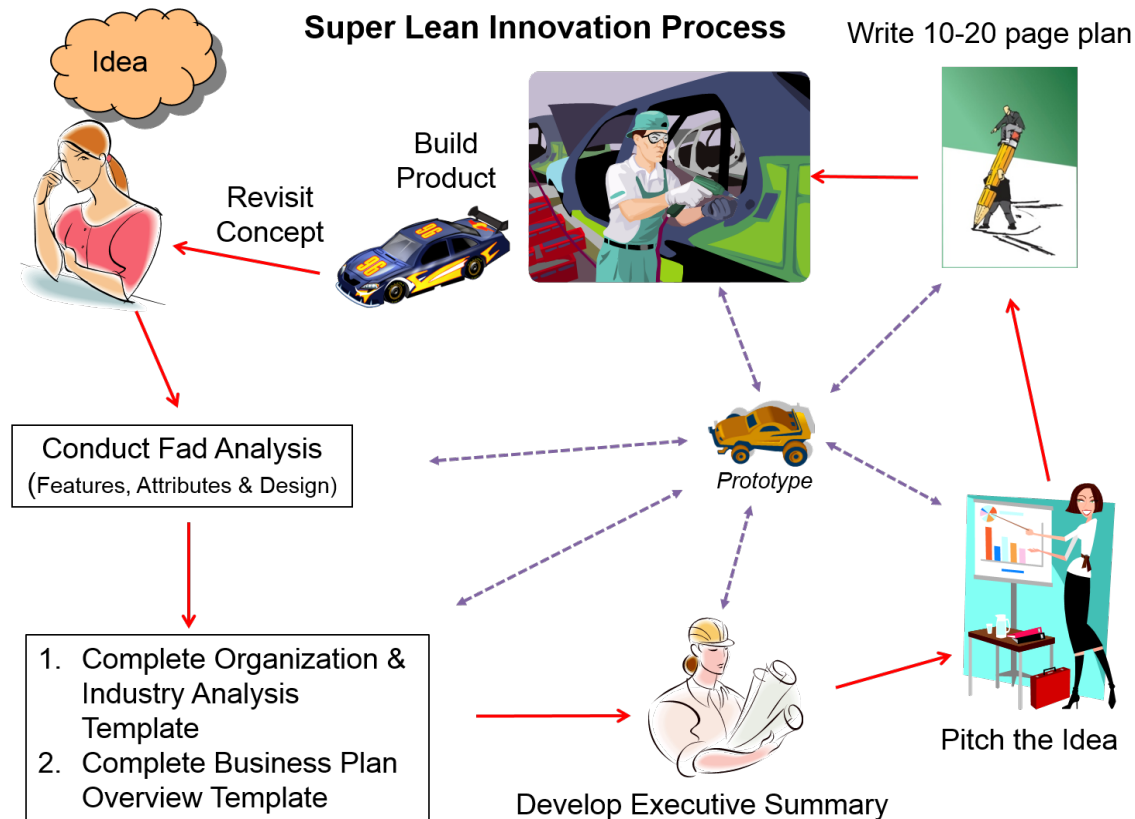 Super Lean Innovation Process
Write 10-20 page plan
Idea
Build
Product
Revisit
Concept
96
96
Conduct Fad Analysis
(Features, Attributes & Design)
Prototype
1. Complete Organization &
Industry Analysis
Template
2. Complete Business Plan
Overview Template
Develop Executive Summary
Pitch the Idea